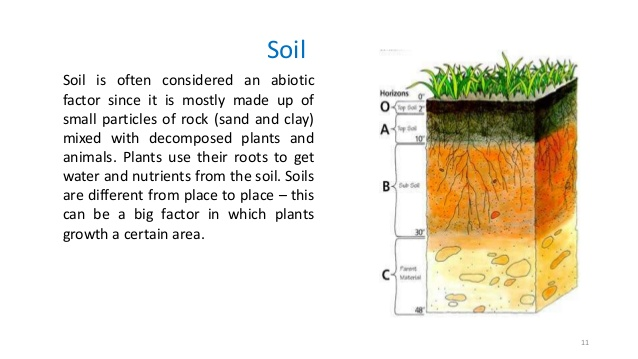 Soil
Soil is often considered an abiotic
factor since it is mostly made up of
small particles of rock (sand and clay)
mixed with decomposed plants and
animals. Plants use their roots to get
water and nutrients from the soil. Soils
are different from place to place – this
can be a big factor in which plants
growth a certain area.
Horizons
0"
O Top Soil 2"
A Top Soil
10"
B Sub Soil
30"
C Parent
Material
48"
11